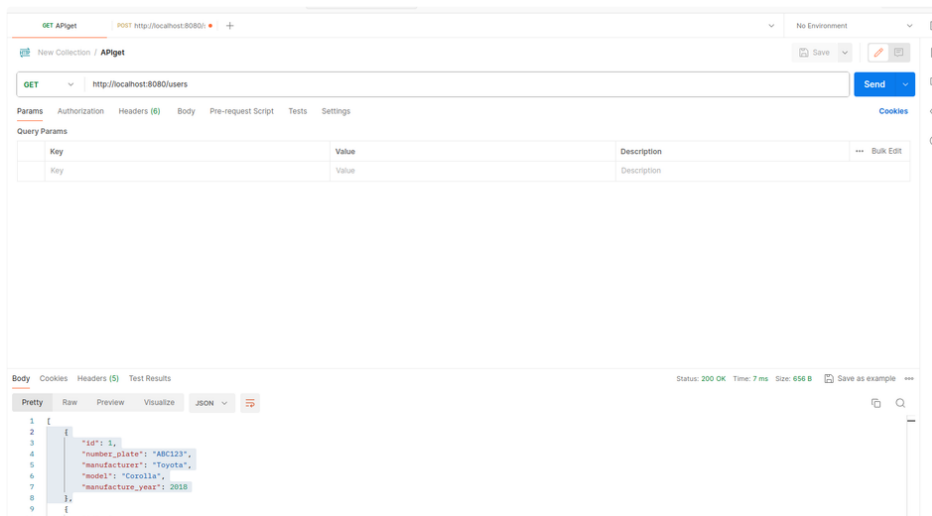 GET APIget POST http://localhost:8080/ No Environment
New Collection / APIget Save
GET http://localhost:8080/users Send
Params Authorization Headers (6) Body Pre-request Script Tests Settings Cookies
Query Params
Key Value Description ••• Bulk Edit
Key Value Description
Body Cookies Headers (5) Test Results Status: 200 OK Time: 7 ms Size: 656 B Save as example •••
Pretty Raw Preview Visualize JSON
1 [
2 {
3 "id": 1,
4 "number_plate": "ABC123",
5 "manufacturer": "Toyota",
6 "model": "Corolla",
7 "manufacture_year": 2018
8 },
9 {